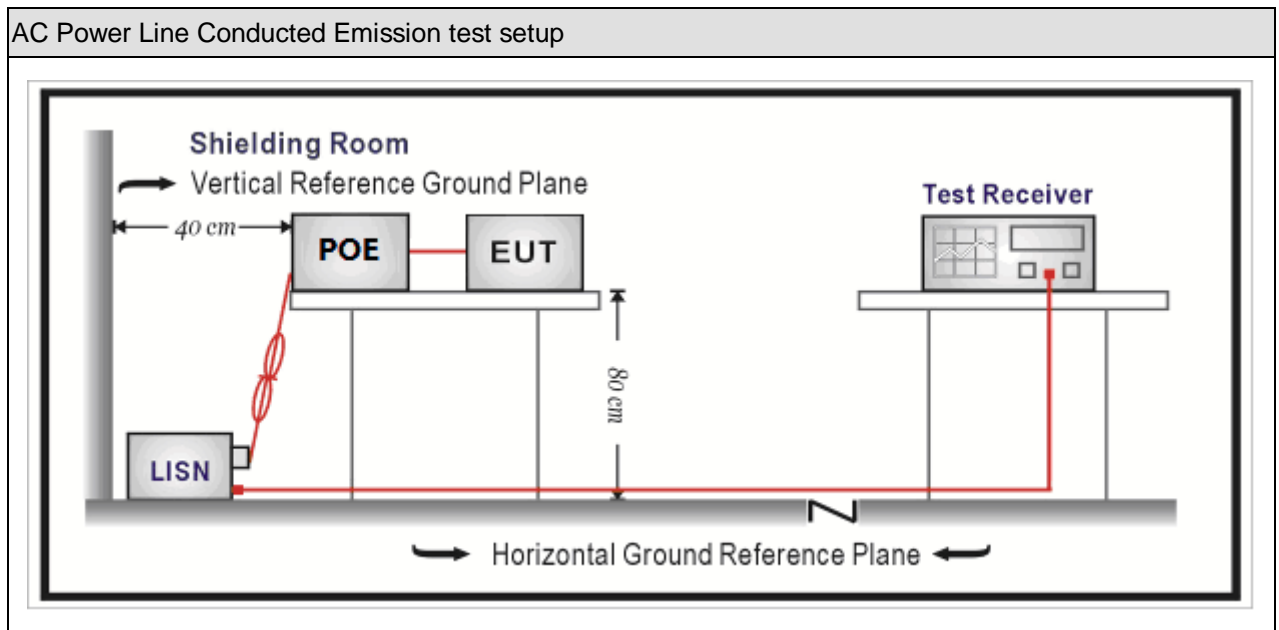 AC Power Line Conducted Emission test setup
Shielding Room
Vertical Reference Ground Plane
40 cm
POE
EUT
Test Receiver
80 cm
LISN
Horizontal Ground Reference Plane